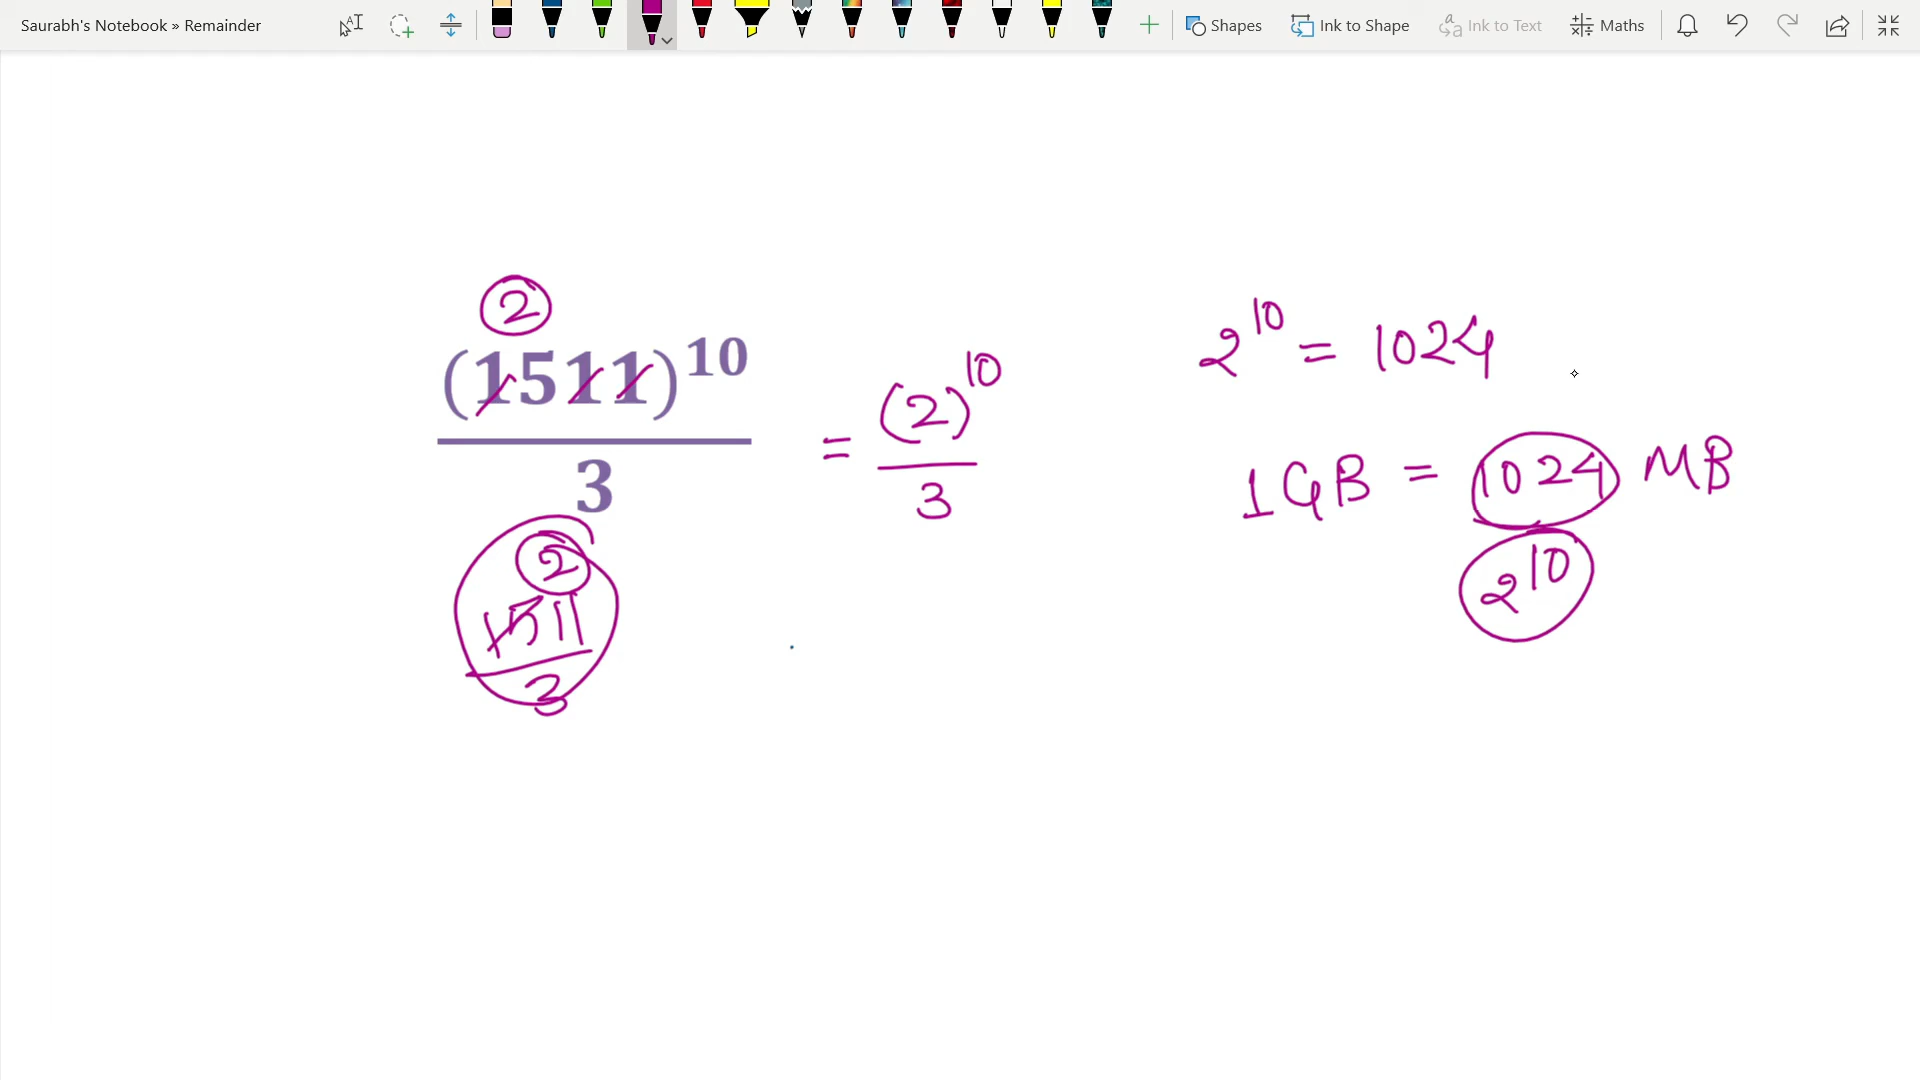 Saurabh's Notebook » Remainder
Shapes
Ink to Shape
Ink to Text
Maths
2
(1511)^10
3
= (2)^10
3
2^10 = 1024
1GB = 1024 MB
2^10
2
1511
3